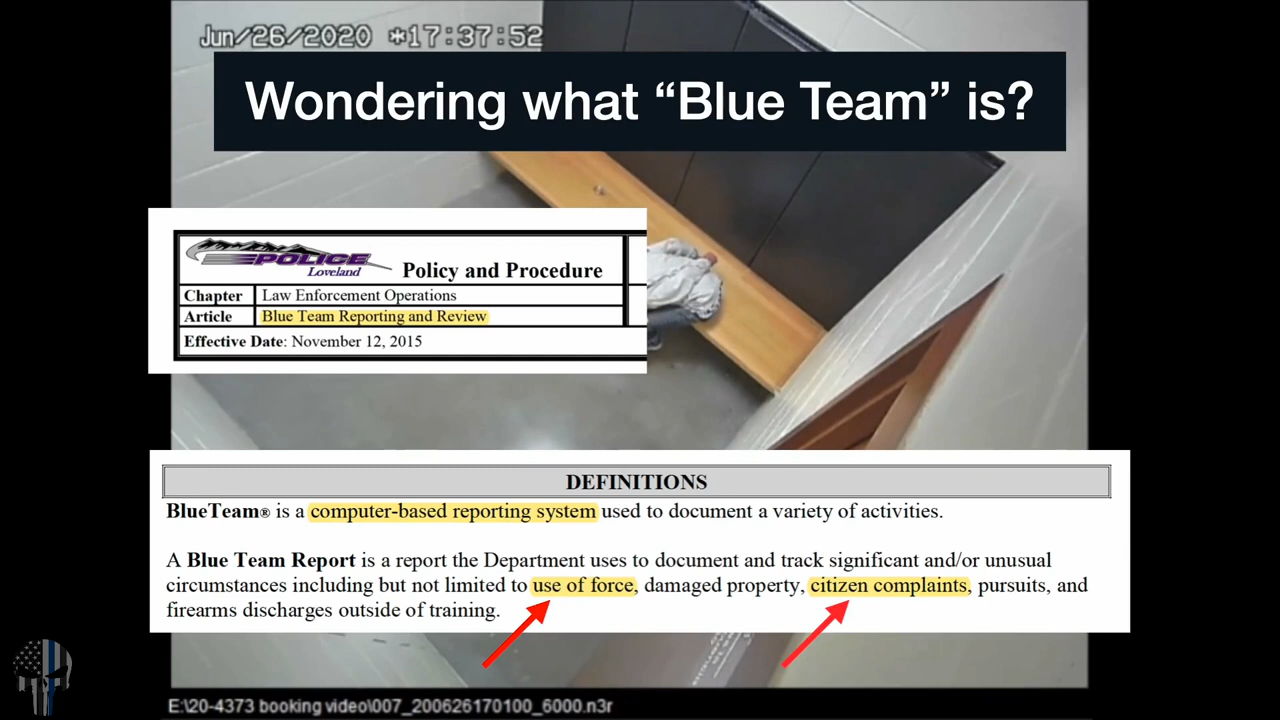 Jun/26/2020 *17:37:52
Wondering what “Blue Team” is?
POLICE
Loveland
Policy and Procedure
Chapter Law Enforcement Operations
Article Blue Team Reporting and Review
Effective Date: November 12, 2015
DEFINITIONS
BlueTeam® is a computer-based reporting system used to document a variety of activities.
A Blue Team Report is a report the Department uses to document and track significant and/or unusual
circumstances including but not limited to use of force, damaged property, citizen complaints, pursuits, and
firearms discharges outside of training.
E:\20-4373 booking video\007_200626170100_6000.n3r